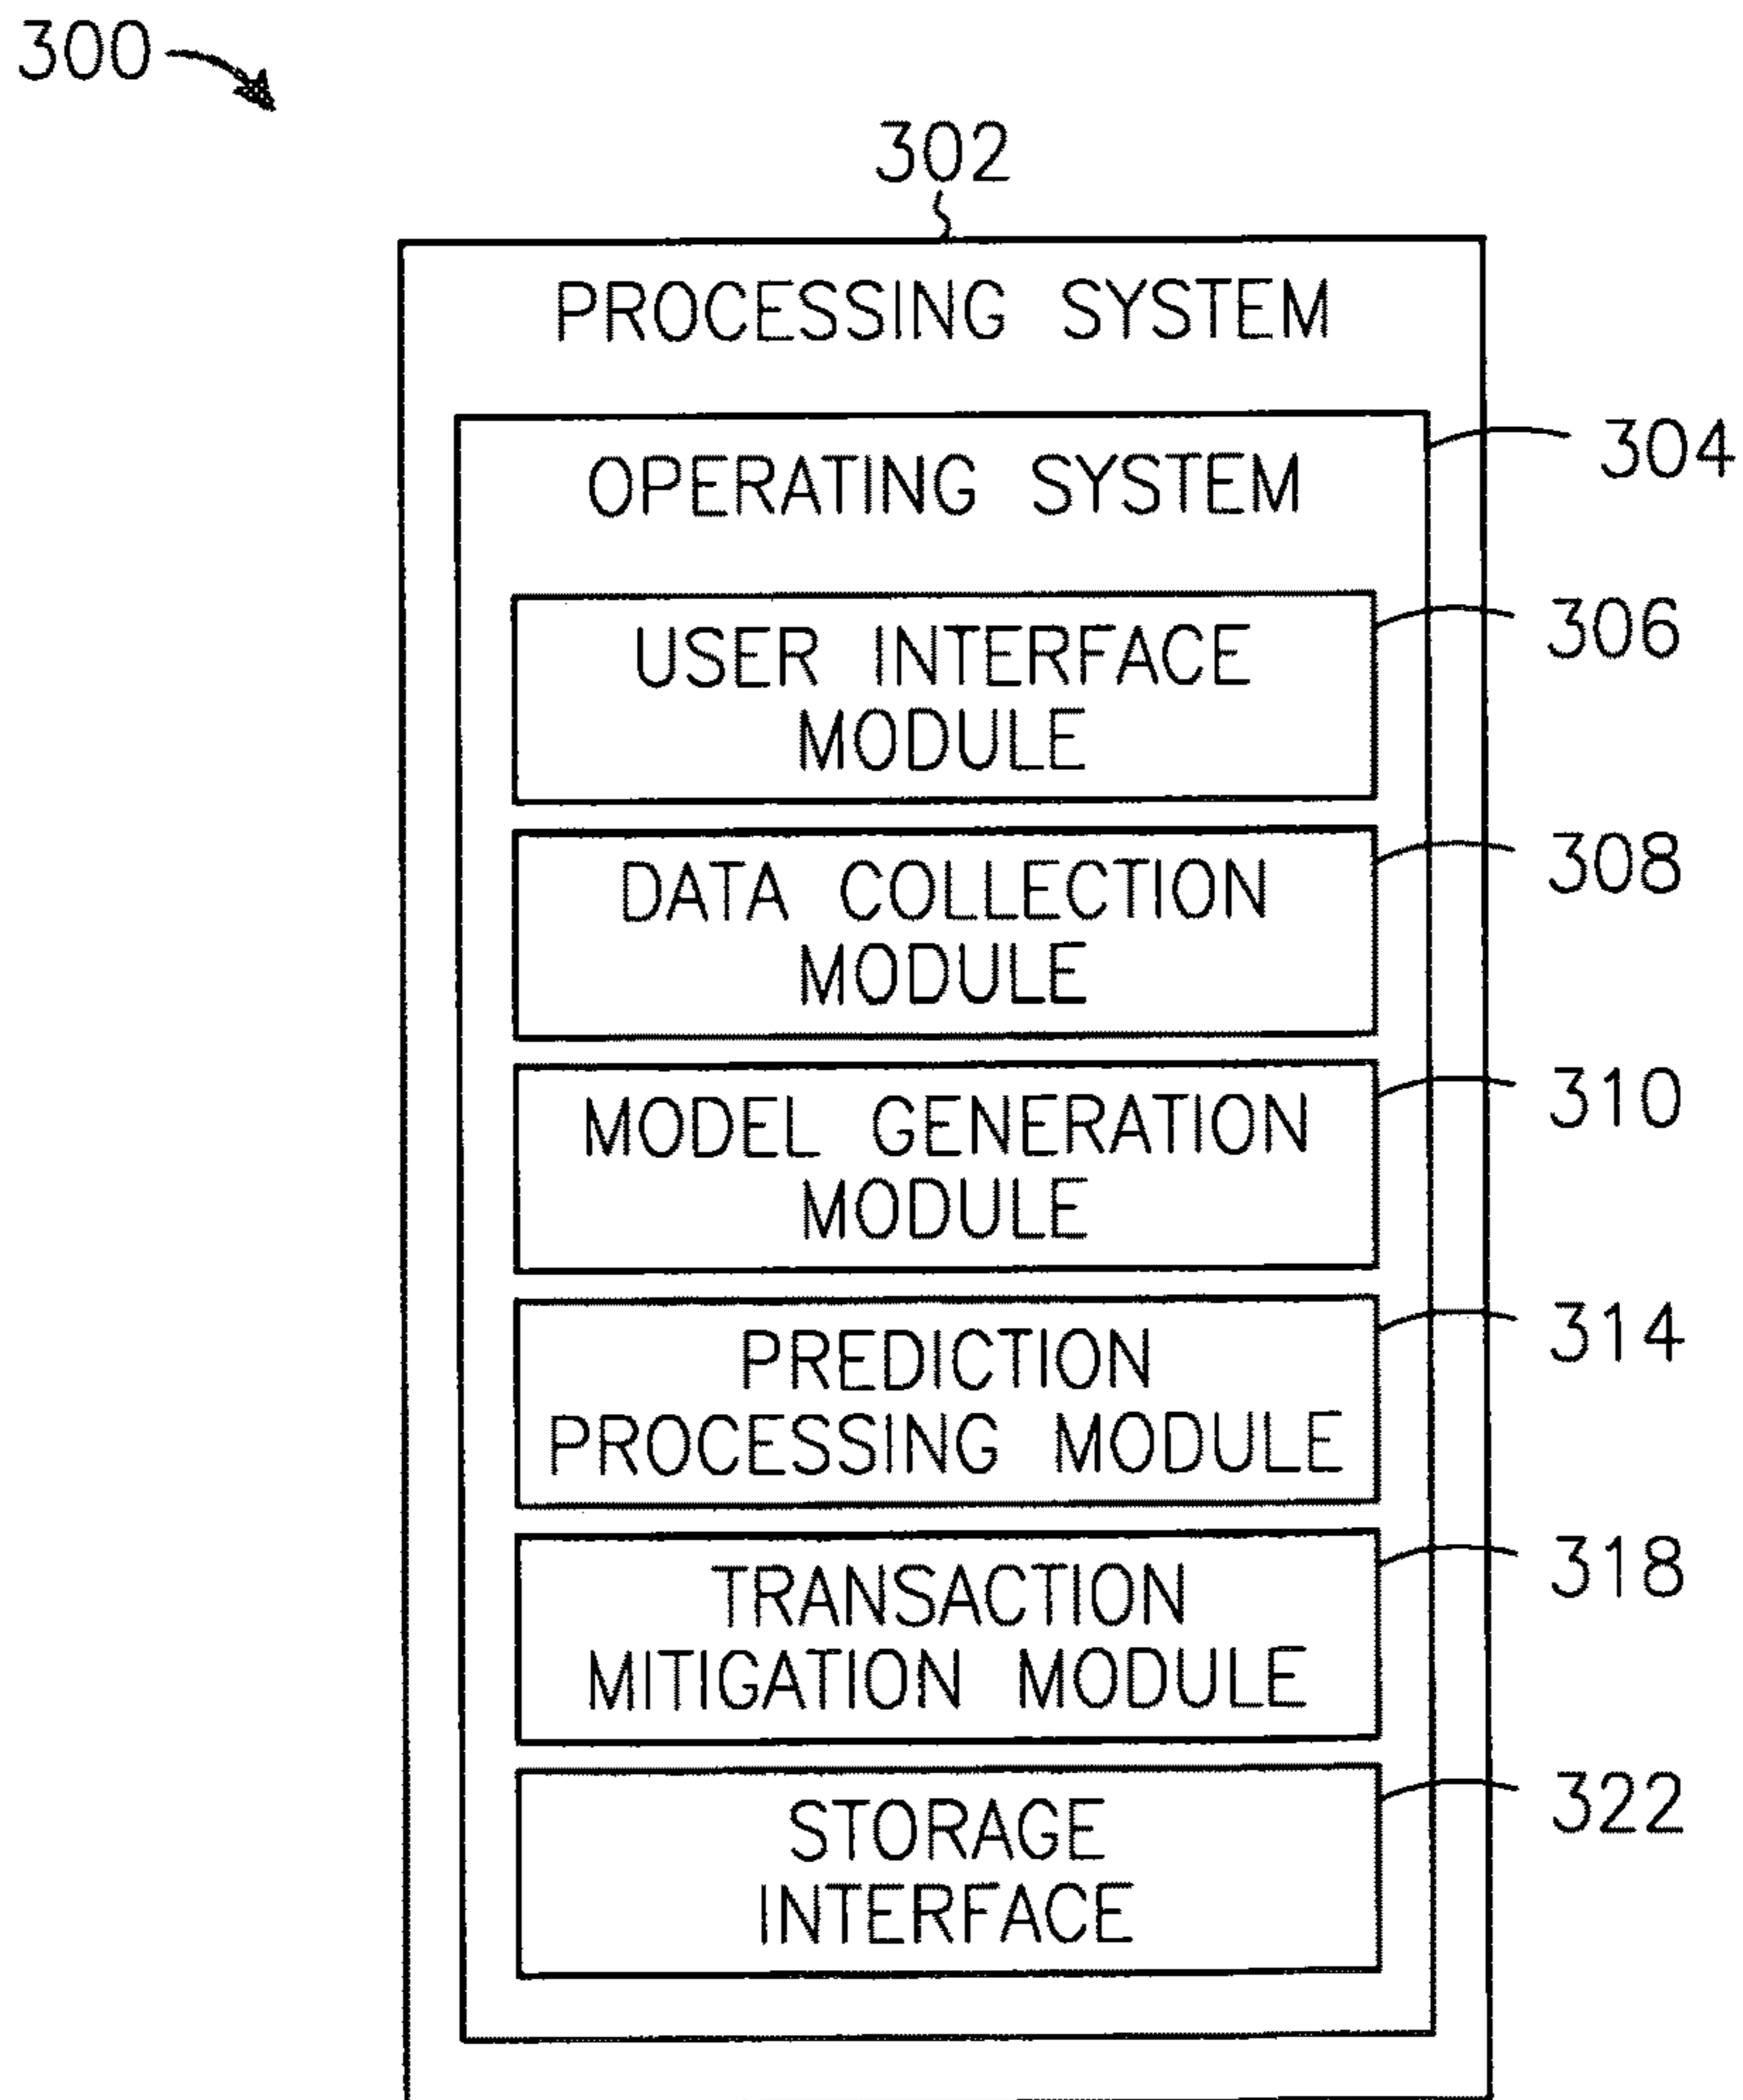 300
302
PROCESSING SYSTEM
304
OPERATING SYSTEM
306
USER INTERFACE
MODULE
308
DATA COLLECTION
MODULE
310
MODEL GENERATION
MODULE
314
PREDICTION
PROCESSING MODULE
318
TRANSACTION
MITIGATION MODULE
322
STORAGE
INTERFACE